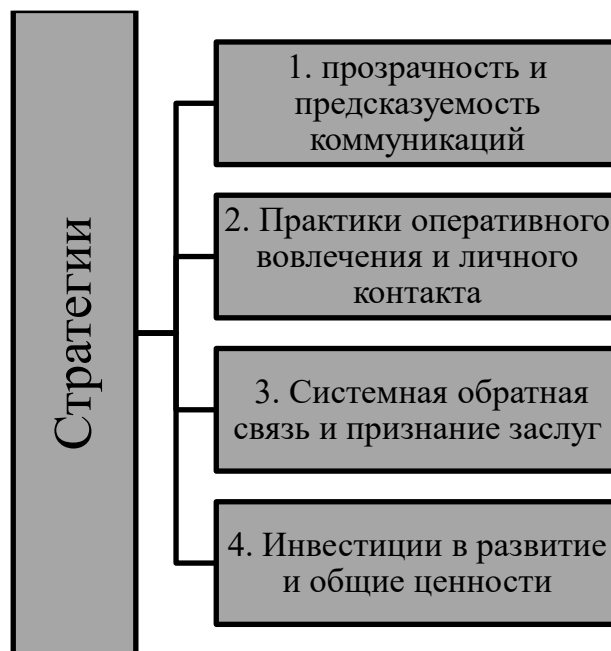 Стратегии
1. прозрачность и
предсказуемость
коммуникаций
2. Практики оперативного
вовлечения и личного
контакта
3. Системная обратная
связь и признание заслуг
4. Инвестиции в развитие
и общие ценности